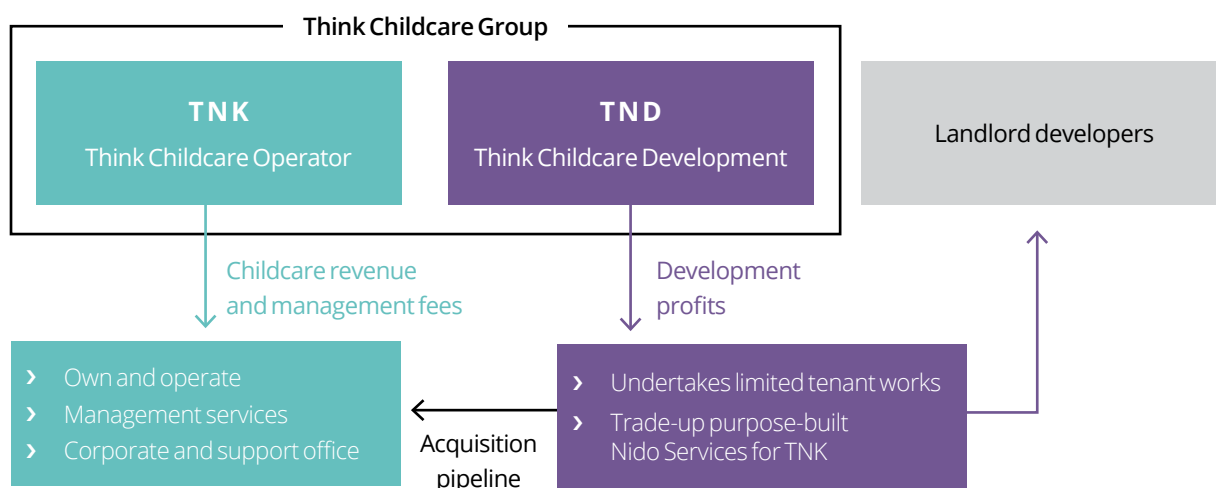 Think Childcare Group
TNK
Think Childcare Operator
TND
Think Childcare Development
Landlord developers
Childcare revenue
and management fees
Development
profits
› Own and operate
› Management services
› Corporate and support office
Acquisition
pipeline
› Undertakes limited tenant works
› Trade-up purpose-built
Nido Services for TNK